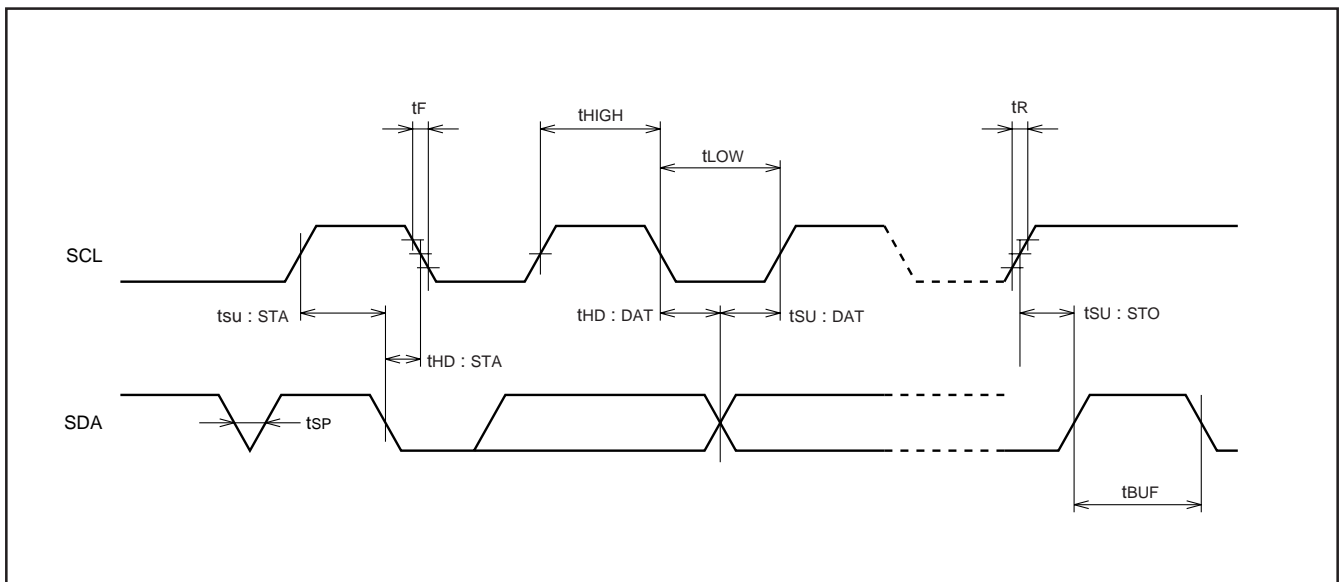 tF
tHIGH
tR
tLOW
SCL
tsu : STA
tHD : DAT
tSU : DAT
tSU : STO
tHD : STA
SDA
tSP
tBUF